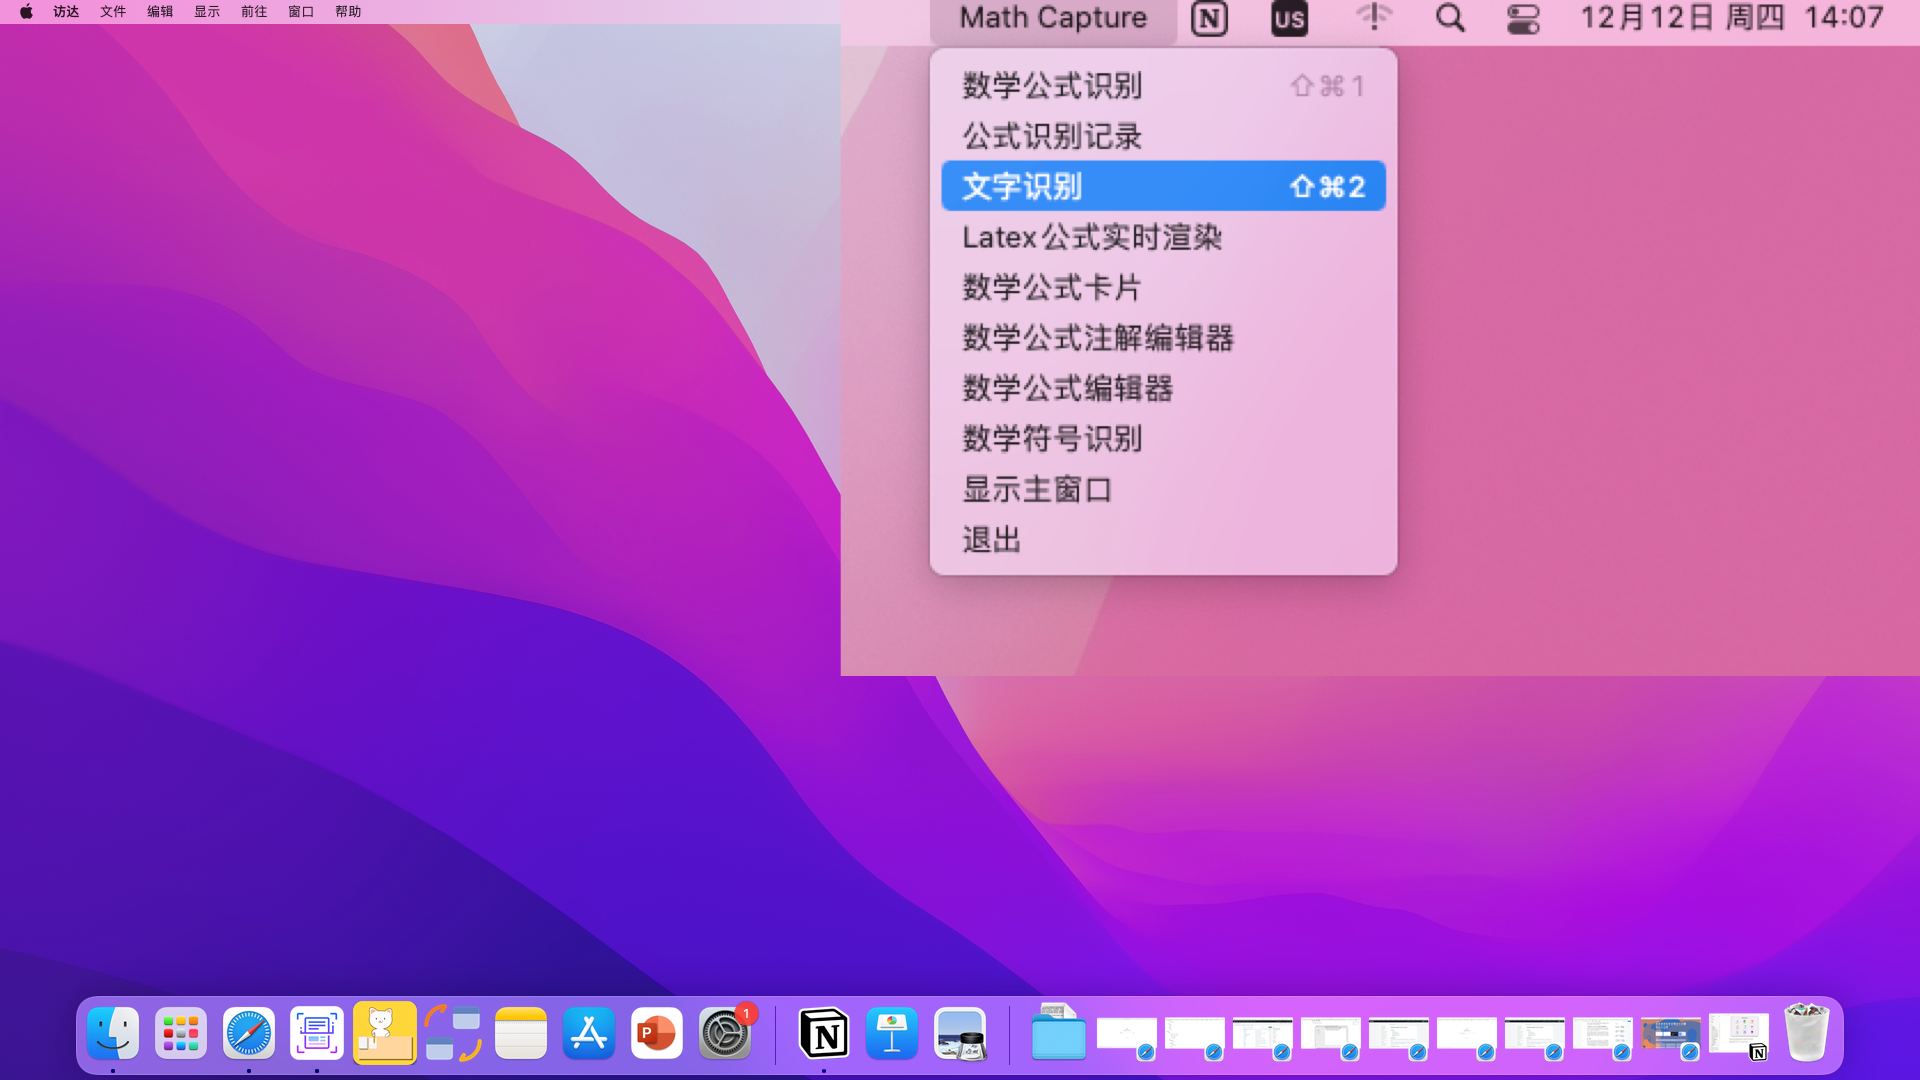 访达 文件 编辑 显示 前往 窗口 帮助
Math Capture N US 12月12日 周四 14:07
数学公式识别 ⇧⌘1
公式识别记录
文字识别 ⇧⌘2
Latex公式实时渲染
数学公式卡片
数学公式注解编辑器
数学公式编辑器
数学符号识别
显示主窗口
退出
P 1 N N